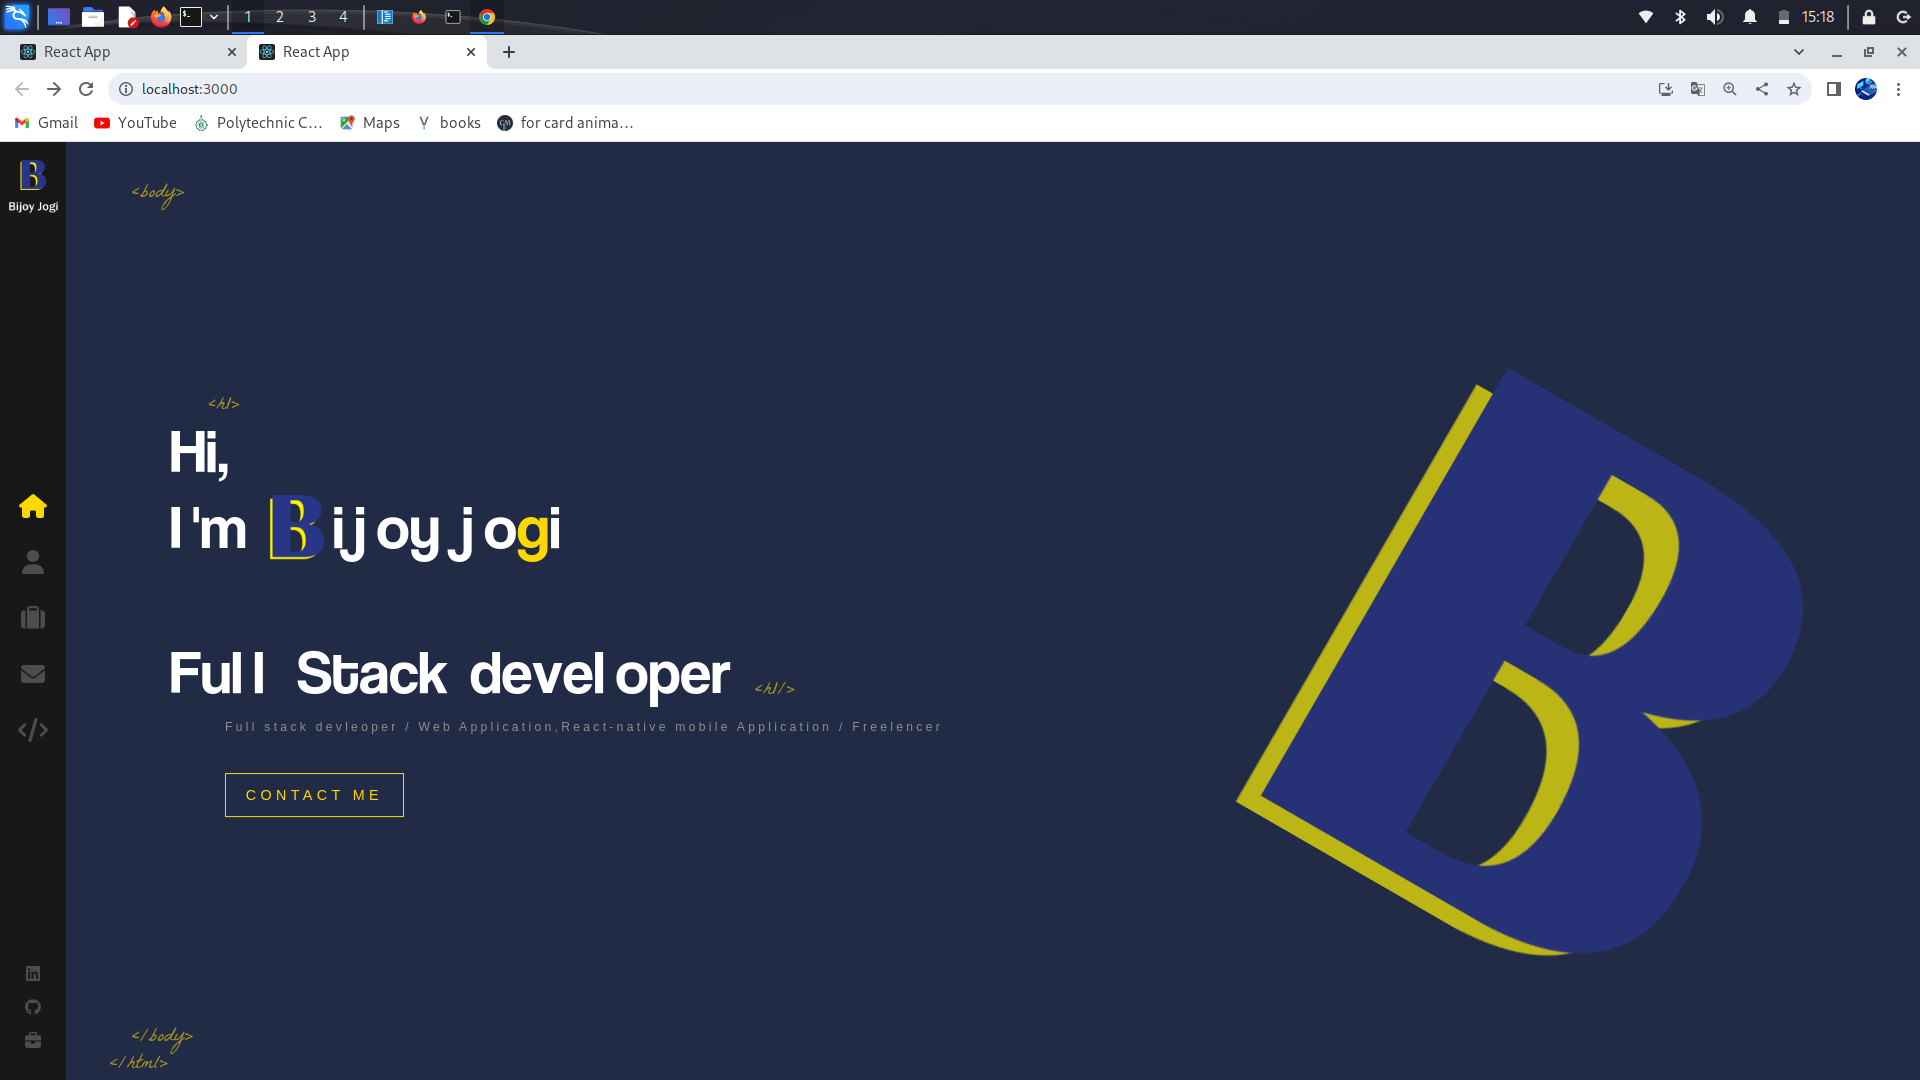 1 2 3 4 15:18
React App React App
localhost:3000
Gmail YouTube Polytechnic C... Maps books for card anima...
Bijoy Jogi
<body>
<h1>
Hi,
I'm Bijoy jogi
Full Stack developer
<h1/>
Full stack devleoper / Web Application,React-native mobile Application / Freelencer
CONTACT ME
B
</body>
</html>